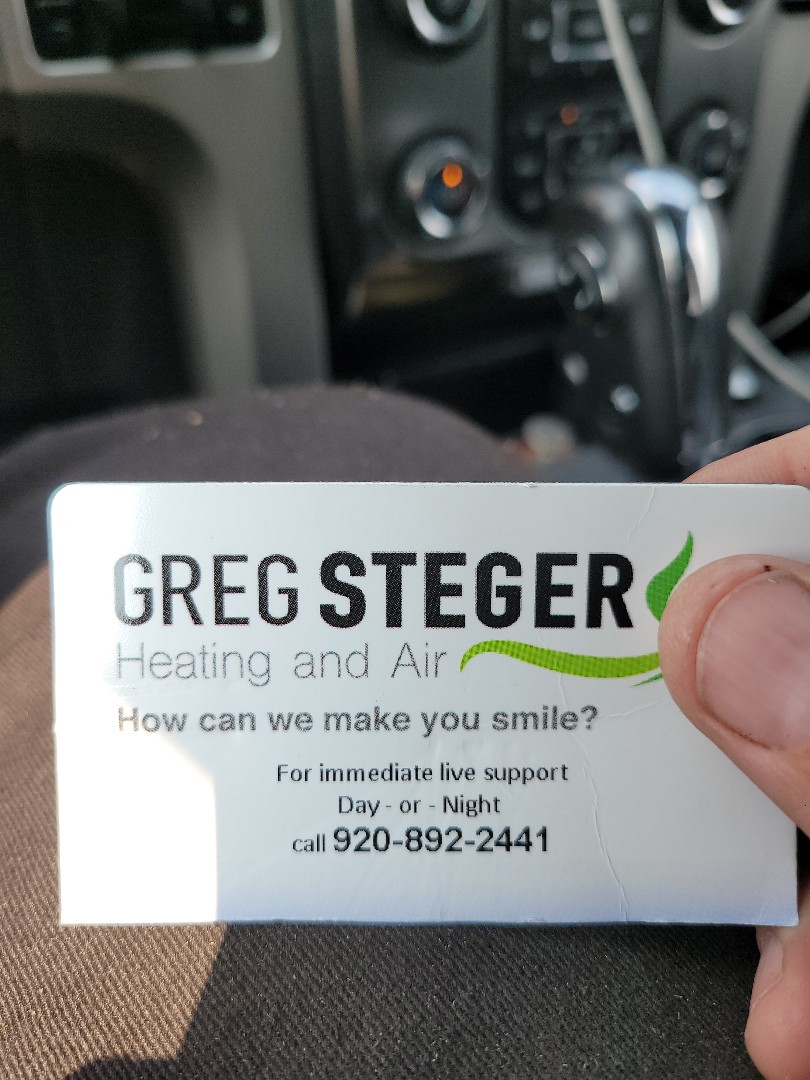 GREG STEGER
Heating and Air
How can we make you smile?
For immediate live support
Day - or - Night
call 920-892-2441